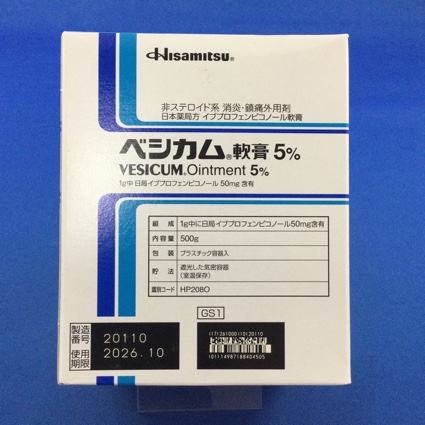 Hisamitsu®
非ステロイド系 消炎・鎮痛外用剤
日本薬局方 イブプロフェンピコノール軟膏
ベシカム®軟膏 5%
VESICUM®Ointment 5%
1g中日局イブプロフェンピコノール 50mg 含有
組成 1g中に日局イブプロフェンピコノール50mg含有
内容量 500g
包装 プラスチック容器入
貯法 遮光した気密容器
(室温保存)
識別コード HP208O
GS1
製造番号 20110
使用期限 2026.10
(17)261000(10)20110
(01)14987188404505